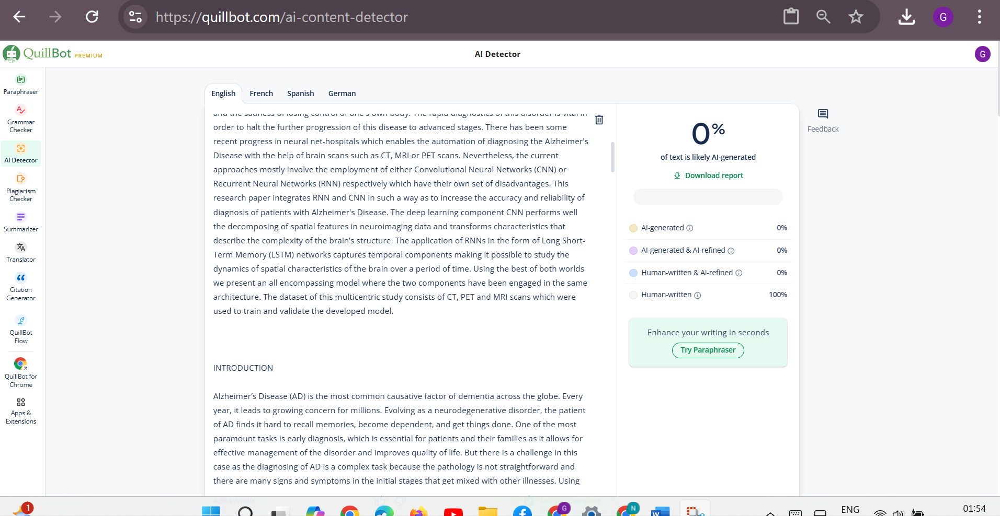 https://quillbot.com/ai-content-detector
G
QuillBot PREMIUM
AI Detector
G
Paraphraser
Grammar
Checker
AI Detector
Plagiarism
Checker
Summarizer
Translator
Citation
Generator
QuillBot
Flow
QuillBot for
Chrome
Apps &
Extensions
English French Spanish German
and the sadness of losing control of one's own body. The rapid diagnostics of this disorder is vital in
order to halt the further progression of this disease to advanced stages. There has been some
recent progress in neural net-hospitals which enables the automation of diagnosing the Alzheimer's
Disease with the help of brain scans such as CT, MRI or PET scans. Nevertheless, the current
approaches mostly involve the employment of either Convolutional Neural Networks (CNN) or
Recurrent Neural Networks (RNN) respectively which have their own set of disadvantages. This
research paper integrates RNN and CNN in such a way as to increase the accuracy and reliability of
diagnosis of patients with Alzheimer's Disease. The deep learning component CNN performs well
the decomposing of spatial features in neuroimaging data and transforms characteristics that
describe the complexity of the brain’s structure. The application of RNNs in the form of Long Short-
Term Memory (LSTM) networks captures temporal components making it possible to study the
dynamics of spatial characteristics of the brain over a period of time. Using the best of both worlds
we present an all encompassing model where the two components have been engaged in the same
architecture. The dataset of this multicentric study consists of CT, PET and MRI scans which were
used to train and validate the developed model.
INTRODUCTION
Alzheimer’s Disease (AD) is the most common causative factor of dementia across the globe. Every
year, it leads to growing concern for millions. Evolving as a neurodegenerative disorder, the patient
of AD finds it hard to recall memories, become dependent, and get things done. One of the most
paramount tasks is early diagnosis, which is essential for patients and their families as it allows for
effective management of the disorder and improves quality of life. But there is a challenge in this
case as the diagnosing of AD is a complex task because the pathology is not straightforward and
there are many signs and symptoms in the initial stages that get mixed with other illnesses. Using
0%
of text is likely AI-generated
Download report
AI-generated 0%
AI-generated & AI-refined 0%
Human-written & AI-refined 0%
Human-written 100%
Enhance your writing in seconds
Try Paraphraser
Feedback
1
G
N
W
ENG
01:54